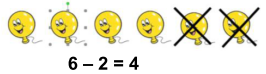 6 – 2 = 4